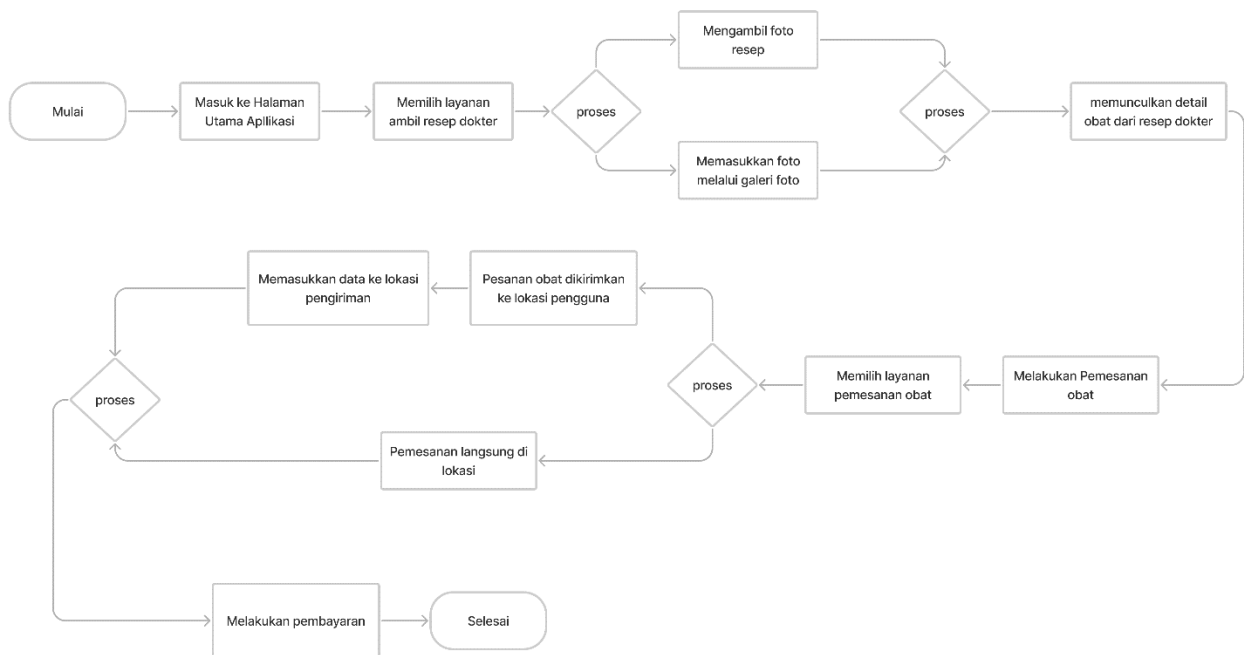 Mulai
Masuk ke Halaman
Utama Apllikasi
Memilih layanan
ambil resep dokter
proses
Mengambil foto
resep
Memasukkan foto
melalui galeri foto
proses
memunculkan detail
obat dari resep dokter
Melakukan Pemesanan
obat
Memilih layanan
pemesanan obat
proses
Pesanan obat dikirimkan
ke lokasi pengguna
Memasukkan data ke lokasi
pengiriman
Pemesanan langsung di
lokasi
proses
Melakukan pembayaran
Selesai